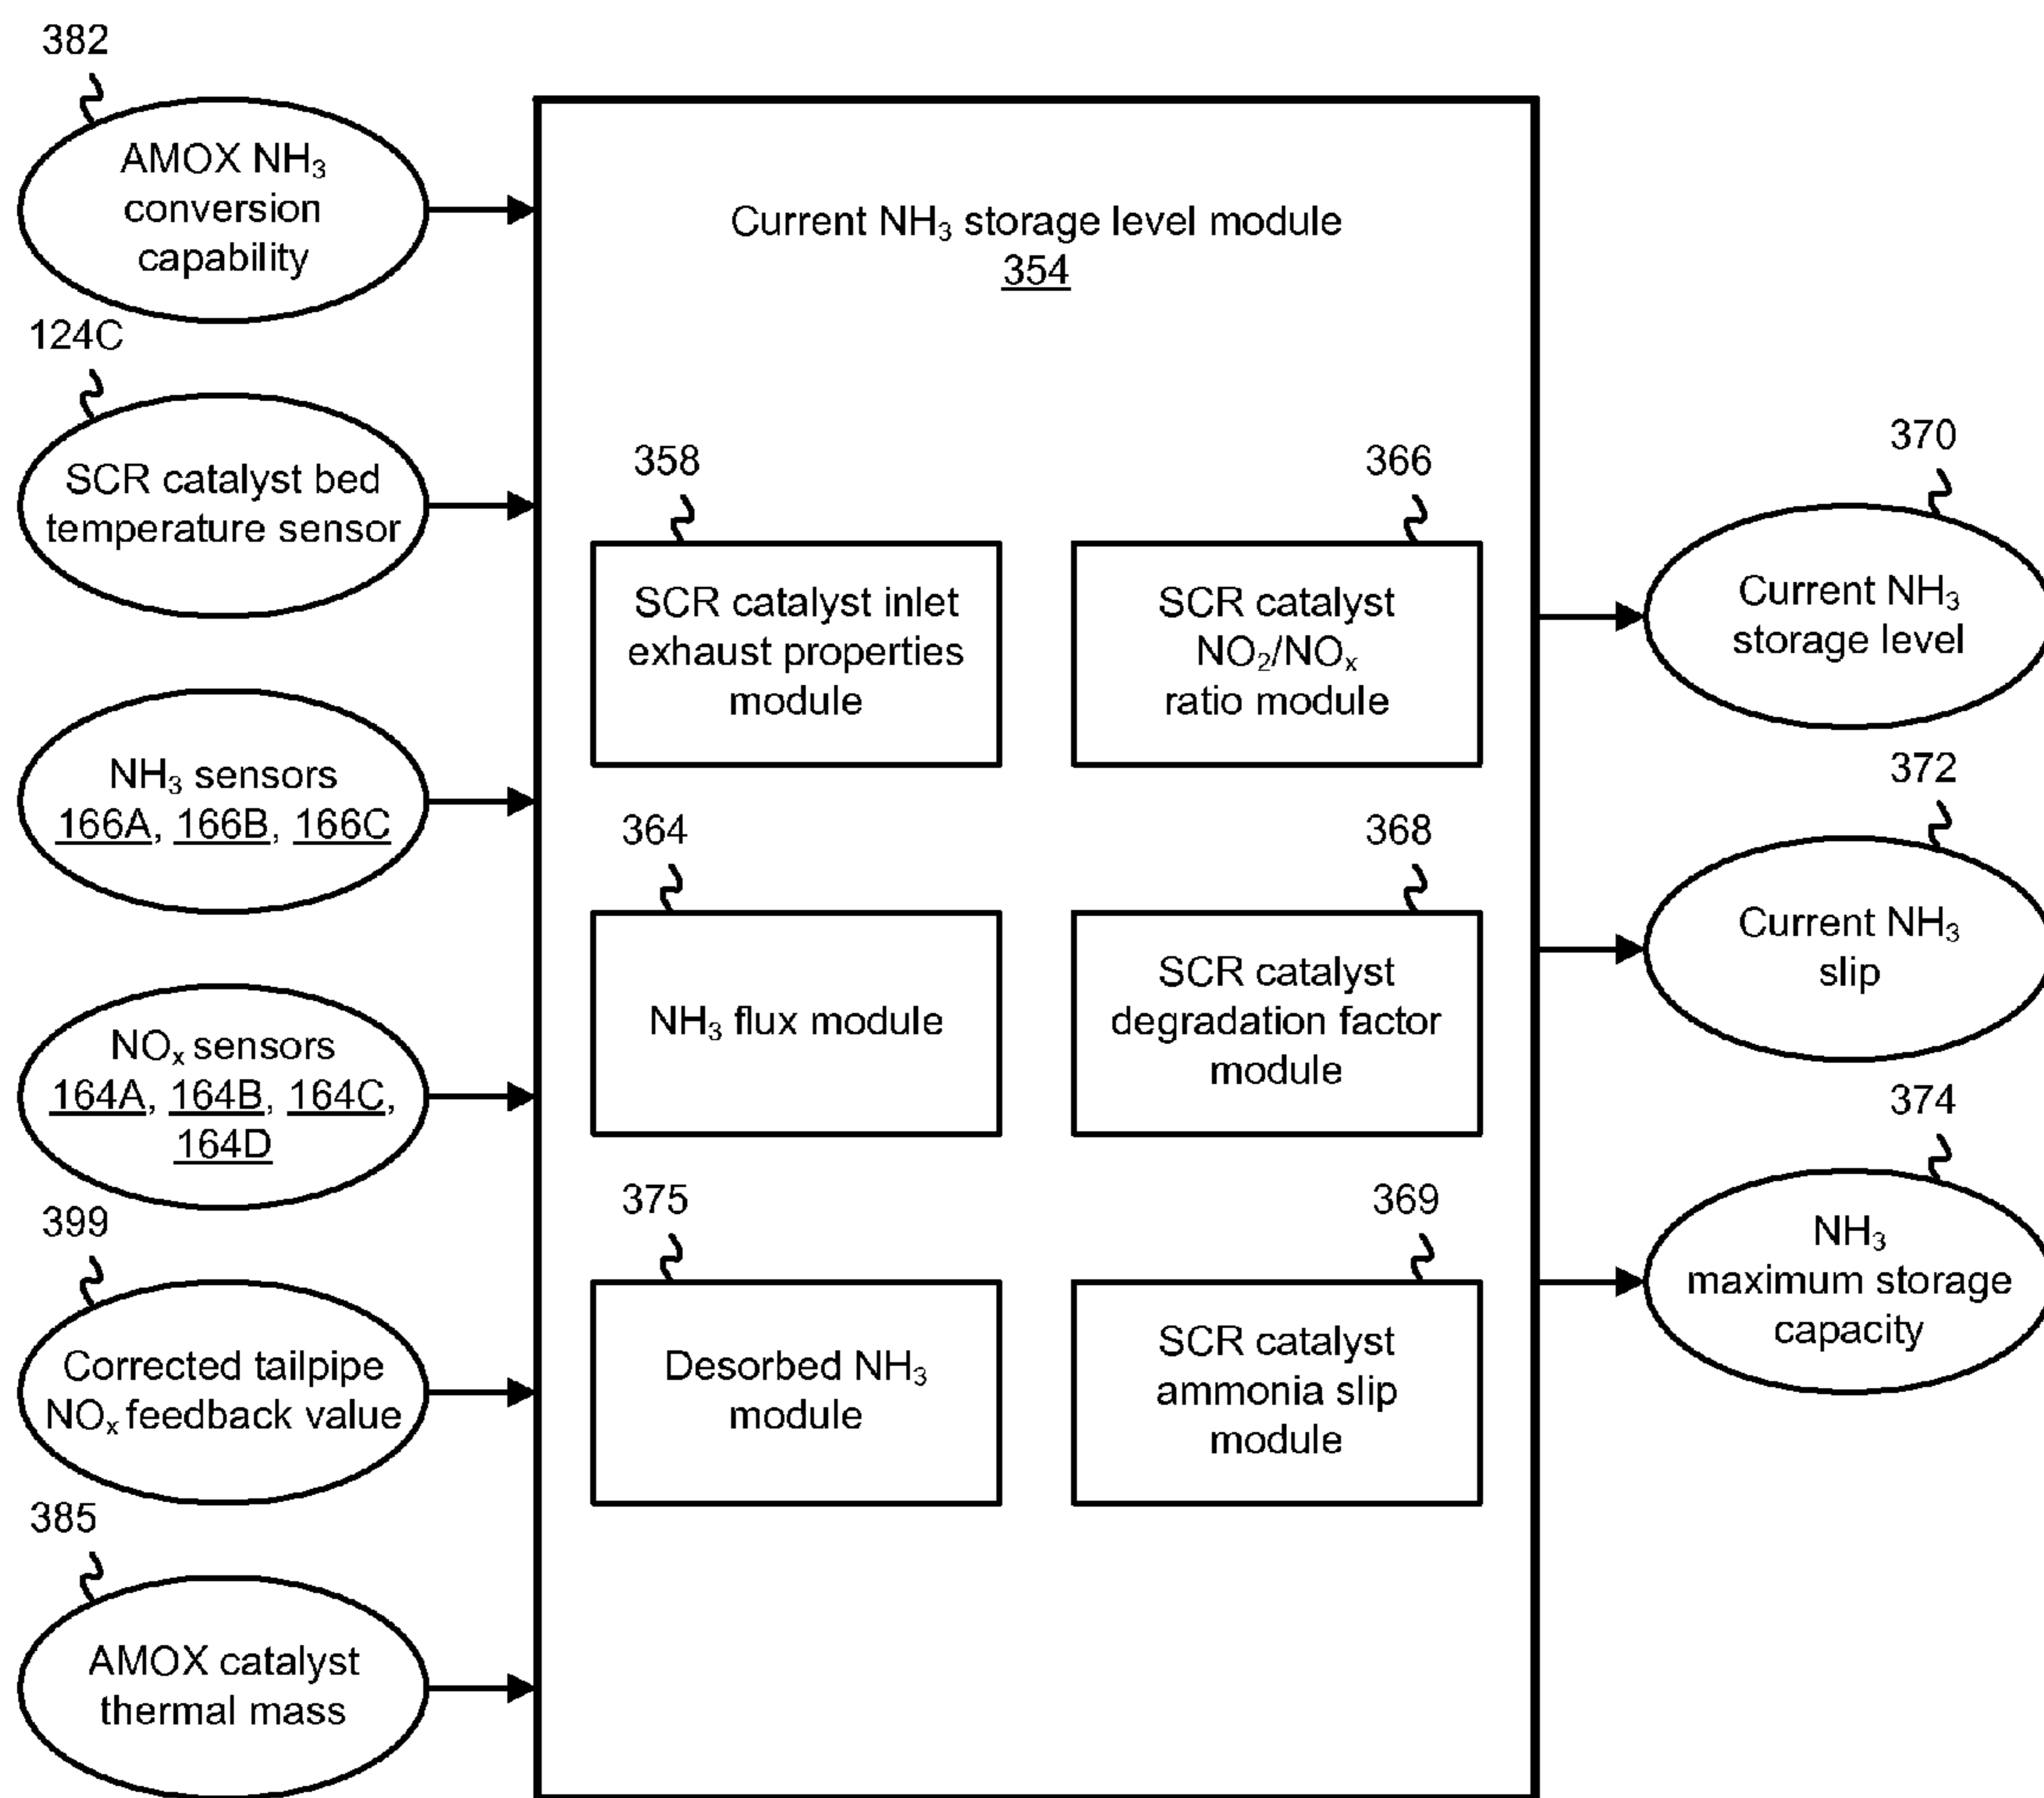 382
AMOX NH₃
conversion
capability
124C
SCR catalyst bed
temperature sensor
NH₃ sensors
166A, 166B, 166C
NOₓ sensors
164A, 164B, 164C,
164D
399
Corrected tailpipe
NOₓ feedback value
385
AMOX catalyst
thermal mass
Current NH₃ storage level module
354
358
SCR catalyst inlet
exhaust properties
module
366
SCR catalyst
NO₂/NOₓ
ratio module
364
NH₃ flux module
368
SCR catalyst
degradation factor
module
375
Desorbed NH₃
module
369
SCR catalyst
ammonia slip
module
370
Current NH₃
storage level
372
Current NH₃
slip
374
NH₃
maximum storage
capacity